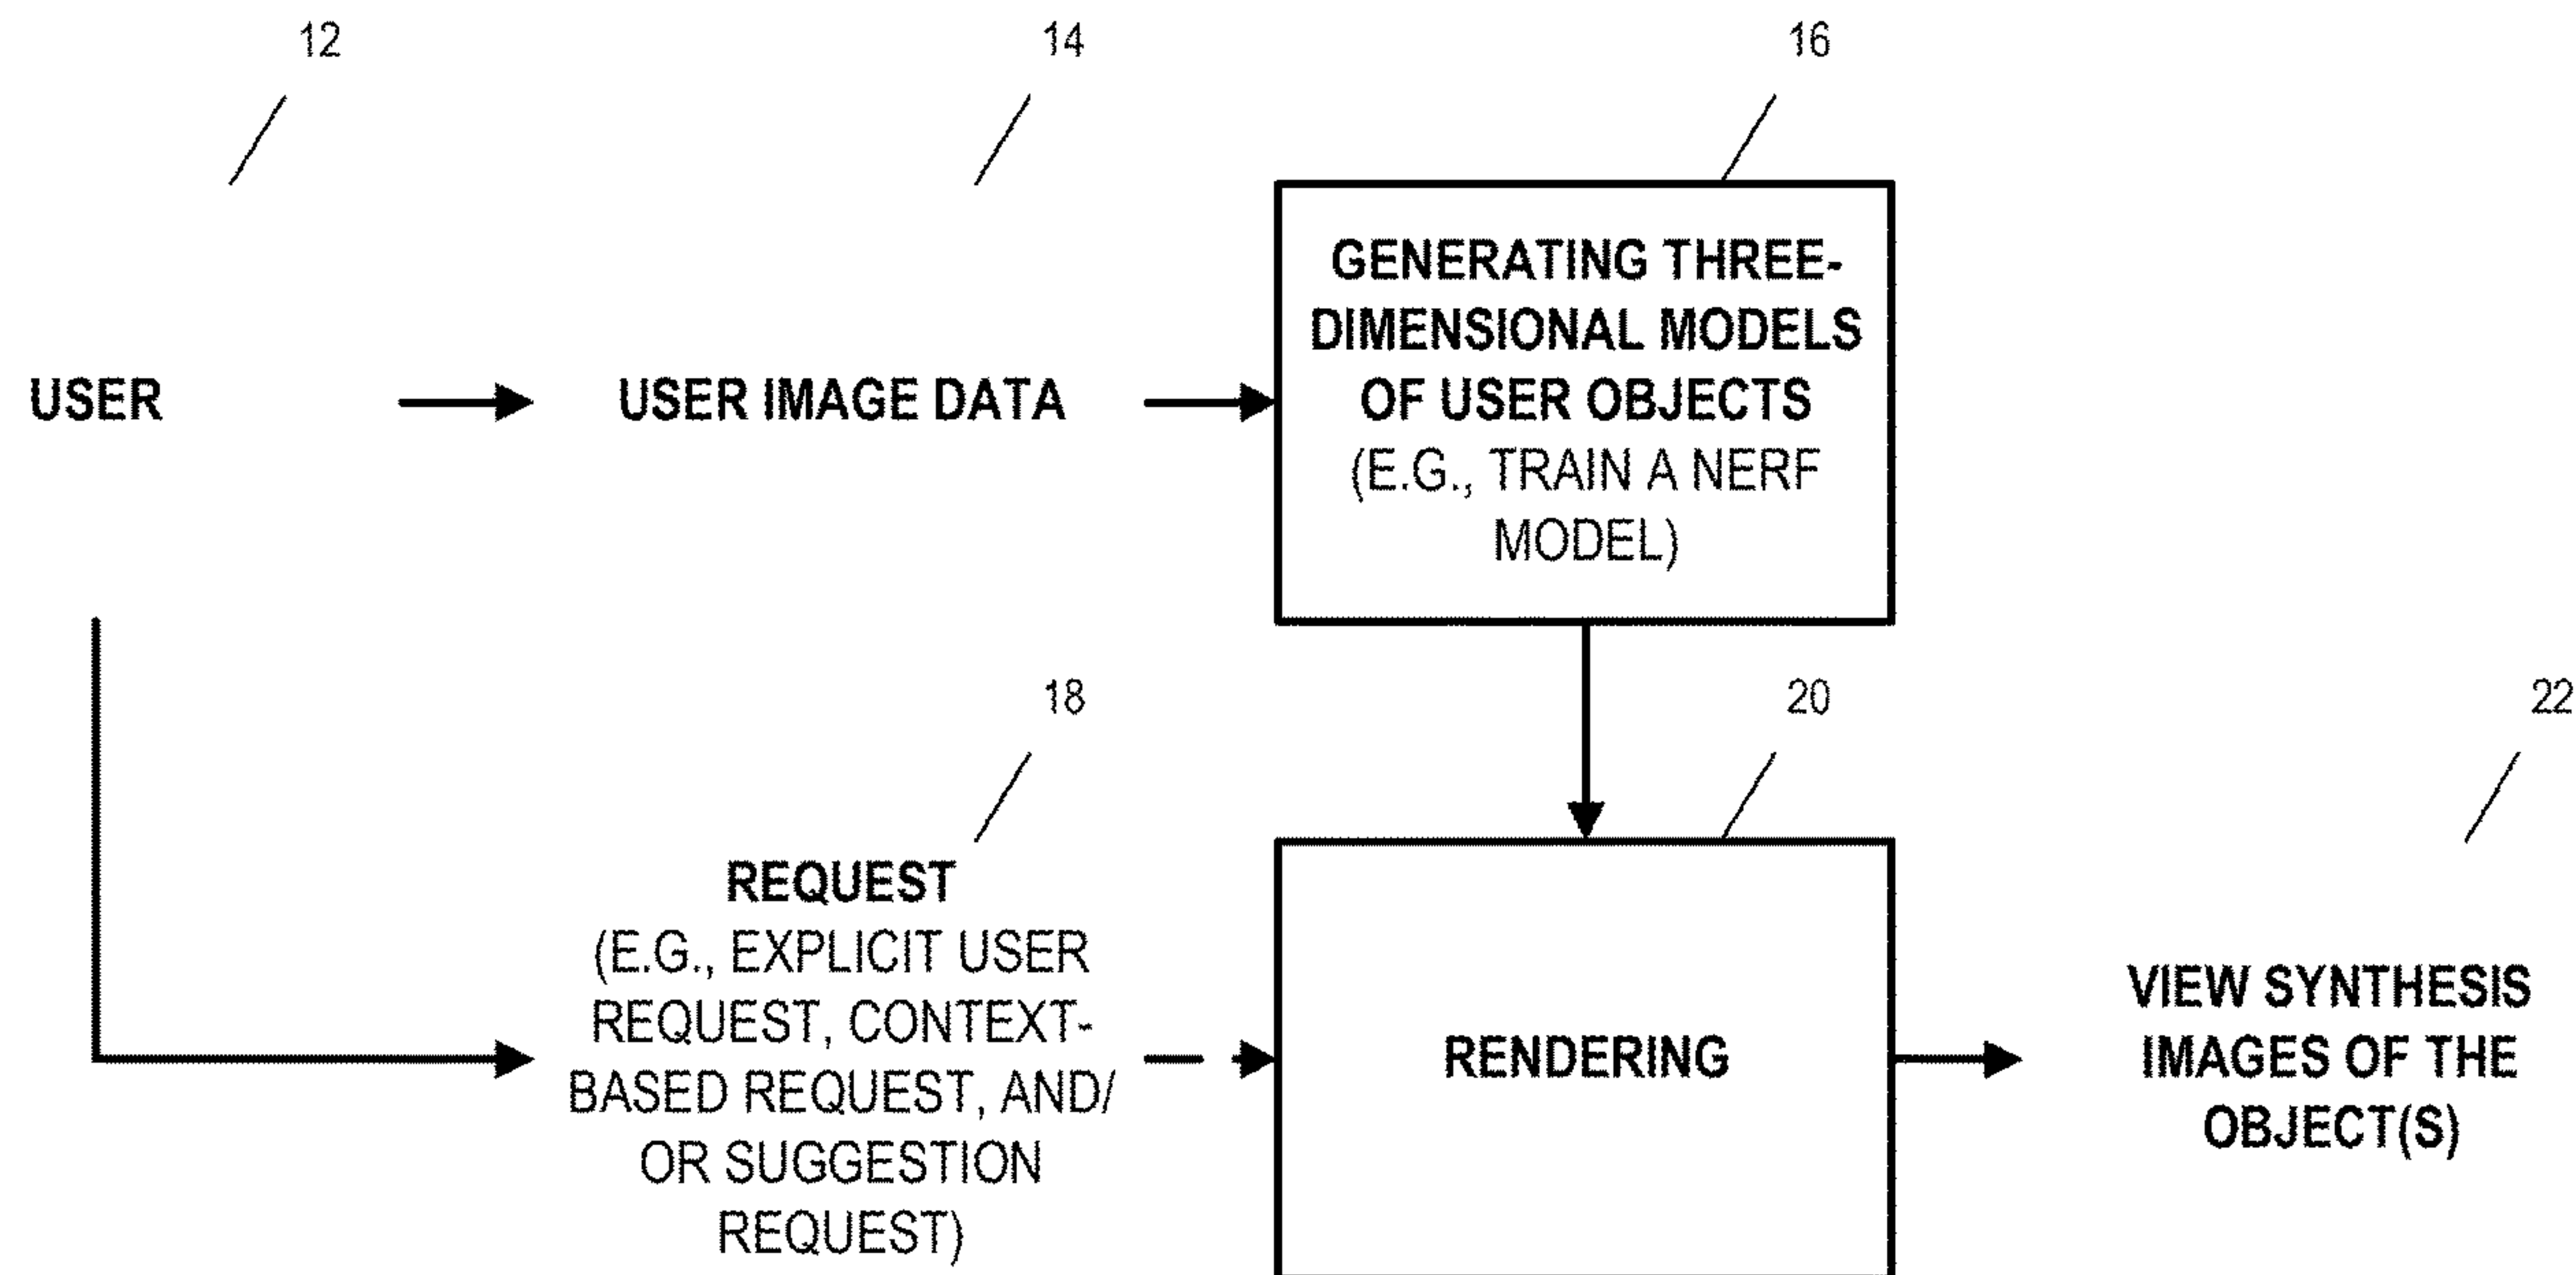 12
14
16
USER
USER IMAGE DATA
GENERATING THREE-
DIMENSIONAL MODELS
OF USER OBJECTS
(E.G., TRAIN A NERF
MODEL)
18
20
22
REQUEST
(E.G., EXPLICIT USER
REQUEST, CONTEXT-
BASED REQUEST, AND/
OR SUGGESTION
REQUEST)
RENDERING
VIEW SYNTHESIS
IMAGES OF THE
OBJECT(S)